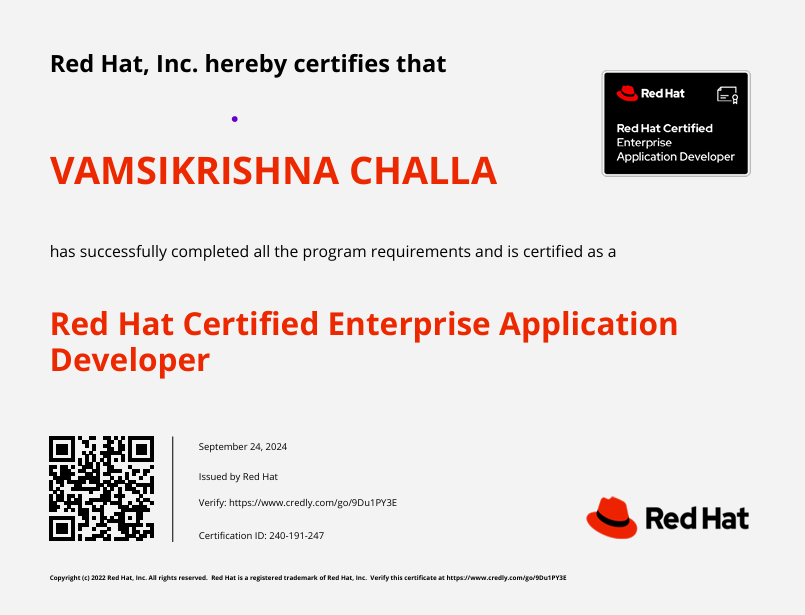 Red Hat, Inc. hereby certifies that
Red Hat
Red Hat Certified
Enterprise
Application Developer
VAMSIKRISHNA CHALLA
has successfully completed all the program requirements and is certified as a
Red Hat Certified Enterprise Application
Developer
September 24, 2024
Issued by Red Hat
Verify: https://www.credly.com/go/9Du1PY3E
Certification ID: 240-191-247
Red Hat
Copyright (c) 2022 Red Hat, Inc. All rights reserved.  Red Hat is a registered trademark of Red Hat, Inc.  Verify this certificate at https://www.credly.com/go/9Du1PY3E